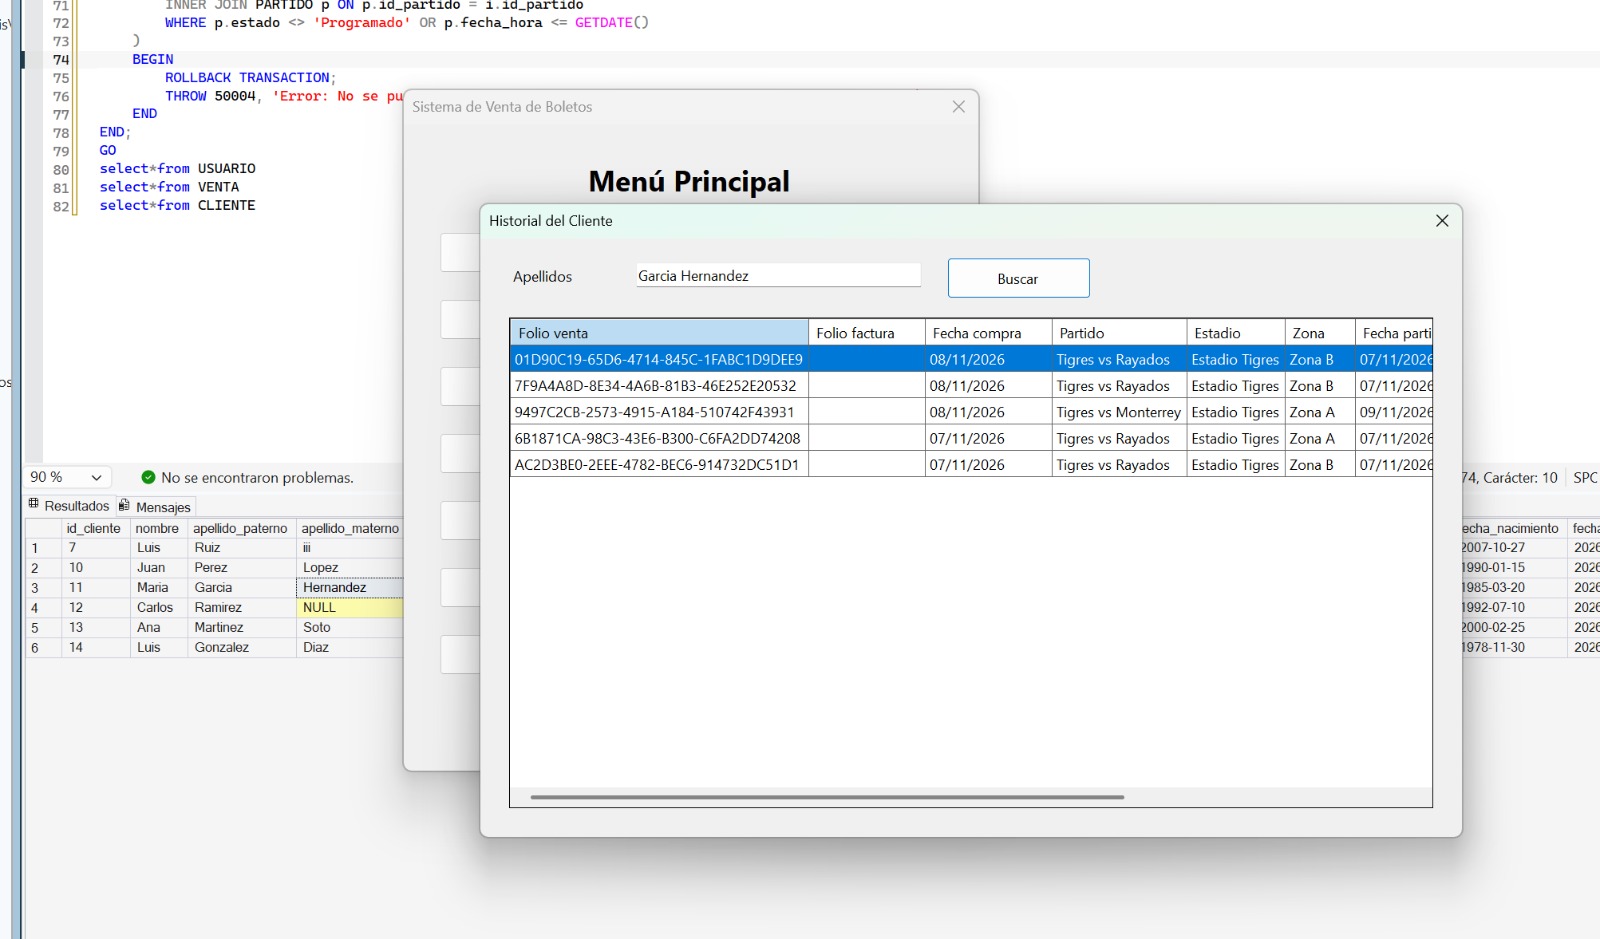 71 INNER JOIN PARTIDO p ON p.id_partido = i.id_partido
72 WHERE p.estado <> 'Programado' OR p.fecha_hora <= GETDATE()
73 )
74 BEGIN
75 ROLLBACK TRANSACTION;
76 THROW 50004, 'Error: No se pu
77 END
78 END;
79 GO
80 select*from USUARIO
81 select*from VENTA
82 select*from CLIENTE
Sistema de Venta de Boletos
Menú Principal
Historial del Cliente
Apellidos Garcia Hernandez Buscar
Folio venta Folio factura Fecha compra Partido Estadio Zona Fecha parti
01D90C19-65D6-4714-845C-1FABC1D9DEE9 08/11/2026 Tigres vs Rayados Estadio Tigres Zona B 07/11/2026
7F9A4A8D-8E34-4A6B-81B3-46E252E20532 08/11/2026 Tigres vs Rayados Estadio Tigres Zona B 07/11/2026
9497C2CB-2573-4915-A184-510742F43931 08/11/2026 Tigres vs Monterrey Estadio Tigres Zona A 09/11/2026
6B1871CA-98C3-43E6-B300-C6FA2DD74208 07/11/2026 Tigres vs Rayados Estadio Tigres Zona A 07/11/2026
AC2D3BE0-2EEE-4782-BEC6-914732DC51D1 07/11/2026 Tigres vs Rayados Estadio Tigres Zona B 07/11/2026
90 % No se encontraron problemas. 74, Carácter: 10 SPC
Resultados Mensajes
id_cliente nombre apellido_paterno apellido_materno echa_nacimiento fecha
1 7 Luis Ruiz iii 2007-10-27 2026
2 10 Juan Perez Lopez 1990-01-15 2026
3 11 Maria Garcia Hernandez 1985-03-20 2026
4 12 Carlos Ramirez NULL 1992-07-10 2026
5 13 Ana Martinez Soto 2000-02-25 2026
6 14 Luis Gonzalez Diaz 1978-11-30 2026